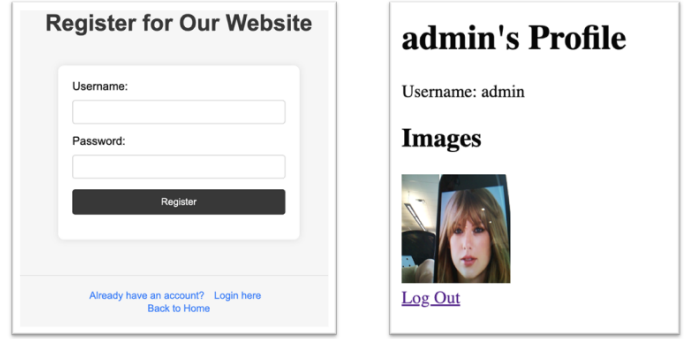 Register for Our Website
Username:
Password:
Register
Already have an account? Login here
Back to Home
admin's Profile
Username: admin
Images
Log Out